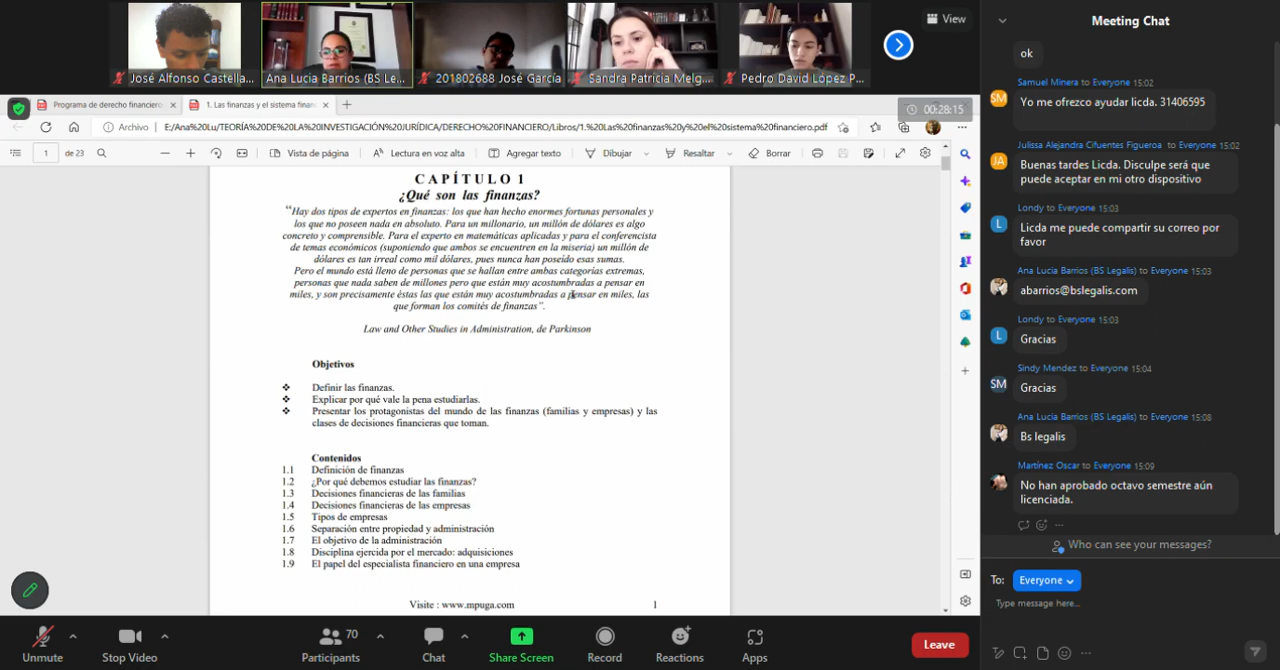 View
José Alfonso Castella...
Ana Lucia Barrios (BS Le...
201802688 José García
Sandra Patricia Melg...
Pedro David López P...
Programa de derecho financiero
1. Las finanzas y el sistema finan
00:28:15
Archivo
E:/Ana%20Lu/TEORÍA%20DE%20LA%20INVESTIGACIÓN%20JURÍDICA/DERECHO%20FINANCIERO/Libros/1.%20Las%20finanzas%20y%20el%20sistema%20financiero.pdf
1 de 23
Vista de página
Lectura en voz alta
Agregar texto
Dibujar
Resaltar
Borrar
CAPÍTULO 1
¿Qué son las finanzas?
“Hay dos tipos de expertos en finanzas: los que han hecho enormes fortunas personales y
los que no poseen nada en absoluto. Para un millonario, un millón de dólares es algo
concreto y comprensible. Para el experto en matemáticas aplicadas y para el conferencista
de temas económicos (suponiendo que ambos se encuentren en la miseria) un millón de
dólares es tan irreal como mil dólares, pues nunca han poseído esas sumas.
Pero el mundo está lleno de personas que se hallan entre ambas categorías extremas,
personas que nada saben de millones pero que están muy acostumbradas a pensar en
miles, y son precisamente éstas las que están muy acostumbradas a pensar en miles, las
que forman los comités de finanzas”.
Law and Other Studies in Administration, de Parkinson
Objetivos
❖ Definir las finanzas.
❖ Explicar por qué vale la pena estudiarlas.
❖ Presentar los protagonistas del mundo de las finanzas (familias y empresas) y las
clases de decisiones financieras que toman.
Contenidos
1.1 Definición de finanzas
1.2 ¿Por qué debemos estudiar las finanzas?
1.3 Decisiones financieras de las familias
1.4 Decisiones financieras de las empresas
1.5 Tipos de empresas
1.6 Separación entre propiedad y administración
1.7 El objetivo de la administración
1.8 Disciplina ejercida por el mercado: adquisiciones
1.9 El papel del especialista financiero en una empresa
Visite : www.mpuga.com 1
Unmute
Stop Video
70
Participants
Chat
Share Screen
Record
Reactions
Apps
Leave
Meeting Chat
ok
Samuel Minera to Everyone 15:02
SM
Yo me ofrezco ayudar licda. 31406595
Julissa Alejandra Cifuentes Figueroa to Everyone 15:02
JA
Buenas tardes Licda. Disculpe será que
puede aceptar en mi otro dispositivo
Londy to Everyone 15:03
L
Licda me puede compartir su correo por
favor
Ana Lucia Barrios (BS Legalis) to Everyone 15:03
abarrios@bslegalis.com
Londy to Everyone 15:03
L
Gracias
Sindy Mendez to Everyone 15:04
SM
Gracias
Ana Lucia Barrios (BS Legalis) to Everyone 15:08
Bs legalis
Martínez Oscar to Everyone 15:09
No han aprobado octavo semestre aún
licenciada.
Who can see your messages?
To: Everyone
Type message here...